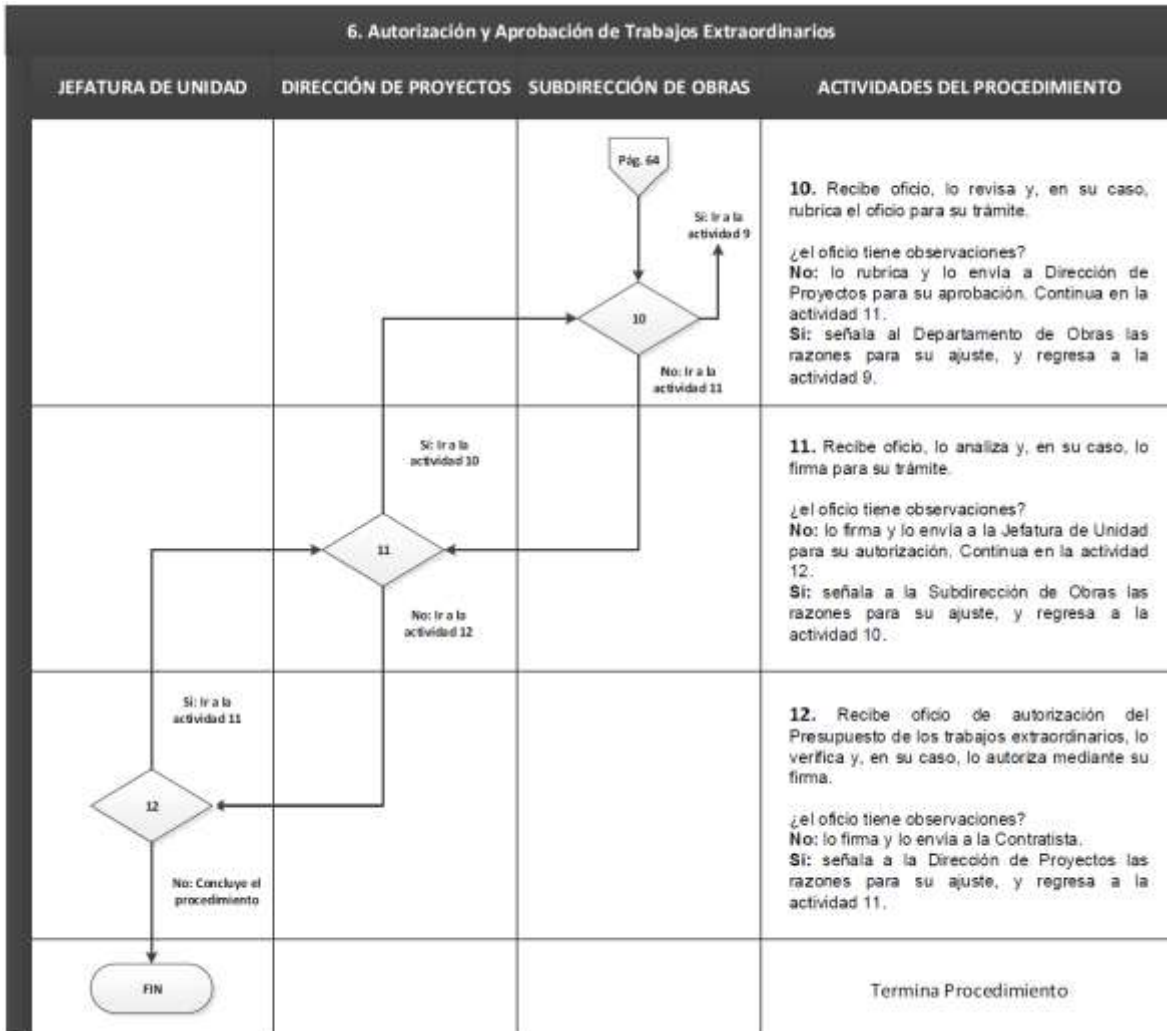 6. Autorización y Aprobación de Trabajos Extraordinarios
JEFATURA DE UNIDAD
DIRECCIÓN DE PROYECTOS
SUBDIRECCIÓN DE OBRAS
ACTIVIDADES DEL PROCEDIMIENTO
Pág. 64
Sí: Ir a la
actividad 9
10
No: Ir a la
actividad 11
10. Recibe oficio, lo revisa y, en su caso,
rubrica el oficio para su trámite.
¿el oficio tiene observaciones?
No: lo rubrica y lo envía a Dirección de
Proyectos para su aprobación. Continua en la
actividad 11.
Sí: señala al Departamento de Obras las
razones para su ajuste, y regresa a la
actividad 9.
Sí: Ir a la
actividad 10
11
No: Ir a la
actividad 12
11. Recibe oficio, lo analiza y, en su caso, lo
firma para su trámite.
¿el oficio tiene observaciones?
No: lo firma y lo envía a la Jefatura de Unidad
para su autorización. Continua en la actividad
12.
Sí: señala a la Subdirección de Obras las
razones para su ajuste, y regresa a la
actividad 10.
Sí: Ir a la
actividad 11
12
No: Concluye el
procedimiento
12. Recibe oficio de autorización del
Presupuesto de los trabajos extraordinarios, lo
verifica y, en su caso, lo autoriza mediante su
firma.
¿el oficio tiene observaciones?
No: lo firma y lo envía a la Contratista.
Sí: señala a la Dirección de Proyectos las
razones para su ajuste, y regresa a la
actividad 11.
FIN
Termina Procedimiento